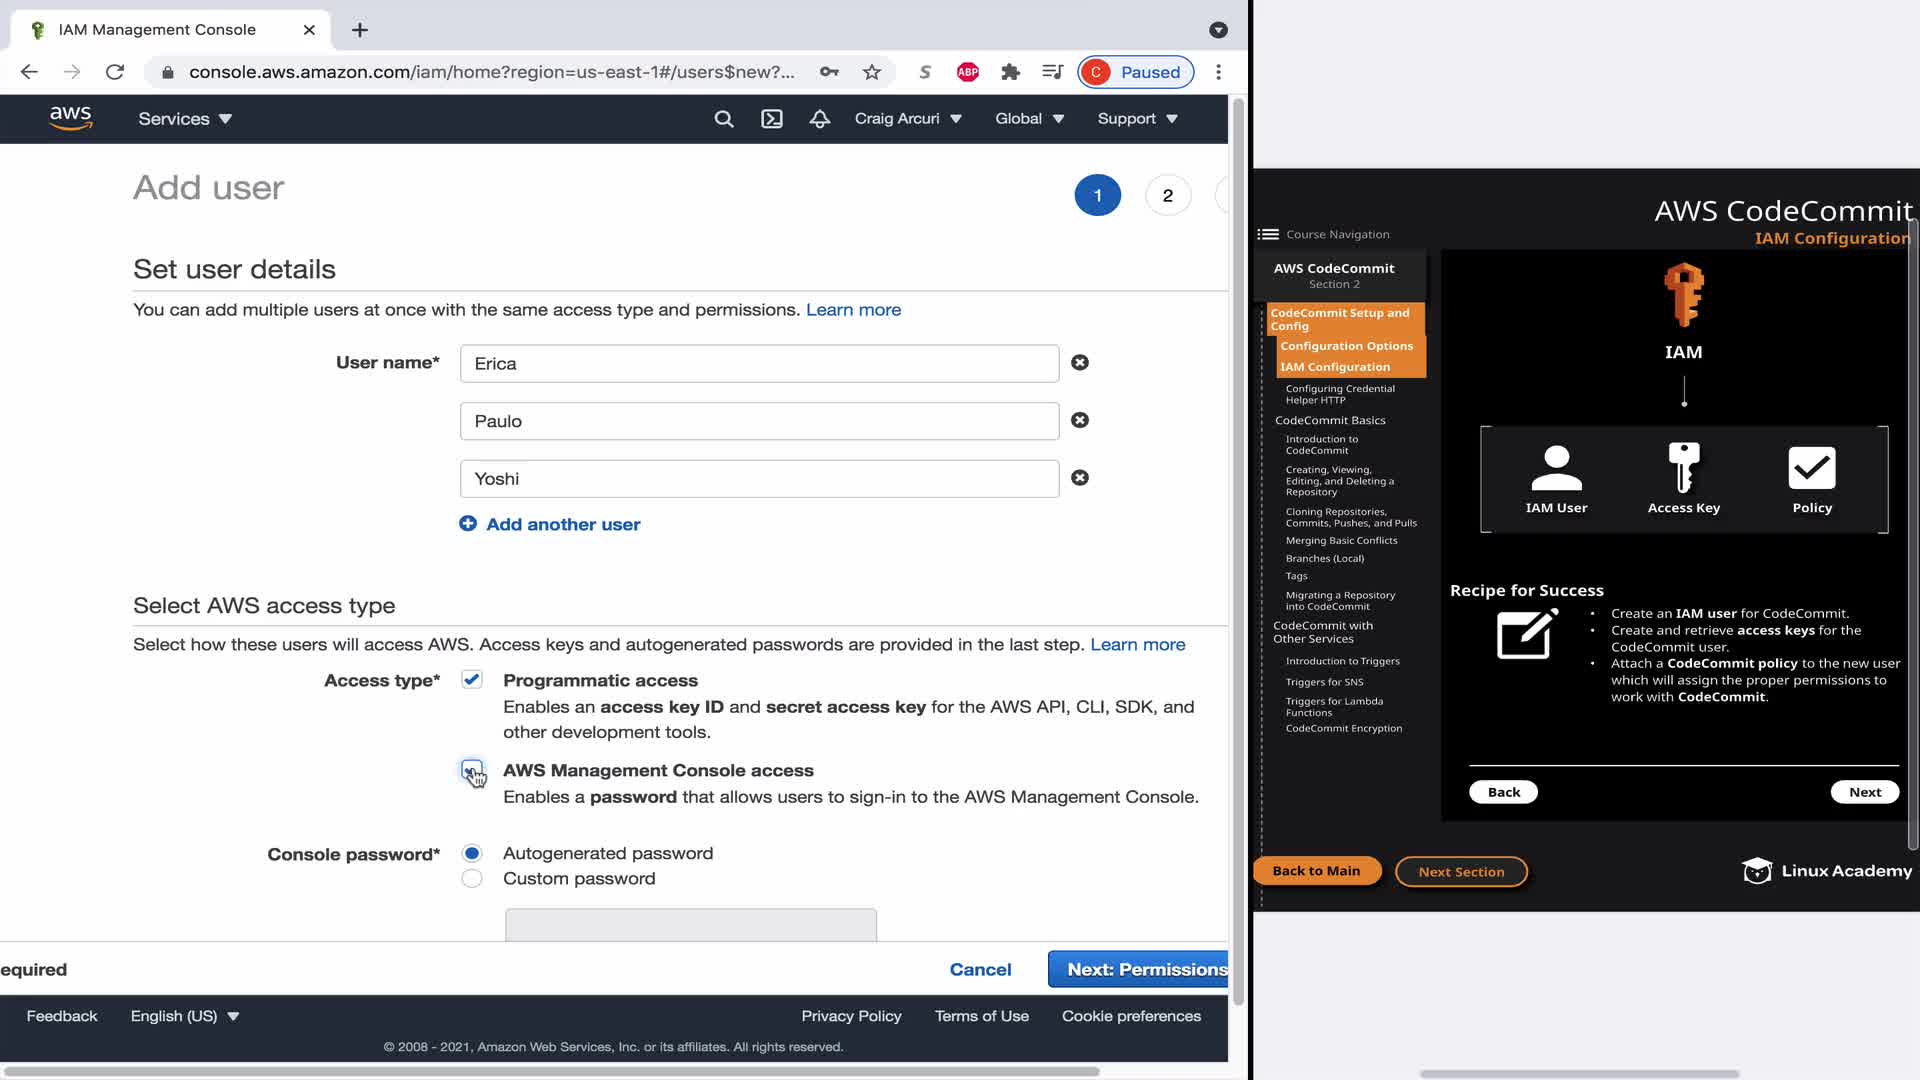 IAM Management Console
console.aws.amazon.com/iam/home?region=us-east-1#/users$new?...
S
ABP
C Paused
aws
Services
Craig Arcuri
Global
Support
Add user
1
2
Set user details
You can add multiple users at once with the same access type and permissions. Learn more
User name*
Erica
Paulo
Yoshi
Add another user
Select AWS access type
Select how these users will access AWS. Access keys and autogenerated passwords are provided in the last step. Learn more
Access type*
Programmatic access
Enables an access key ID and secret access key for the AWS API, CLI, SDK, and
other development tools.
AWS Management Console access
Enables a password that allows users to sign-in to the AWS Management Console.
Console password*
Autogenerated password
Custom password
equired
Cancel
Next: Permissions
Feedback
English (US)
Privacy Policy
Terms of Use
Cookie preferences
© 2008 - 2021, Amazon Web Services, Inc. or its affiliates. All rights reserved.
AWS CodeCommit
IAM Configuration
Course Navigation
AWS CodeCommit
Section 2
CodeCommit Setup and
Config
Configuration Options
IAM Configuration
Configuring Credential
Helper HTTP
CodeCommit Basics
Introduction to
CodeCommit
Creating, Viewing,
Editing, and Deleting a
Repository
Cloning Repositories,
Commits, Pushes, and Pulls
Merging Basic Conflicts
Branches (Local)
Tags
Migrating a Repository
into CodeCommit
CodeCommit with
Other Services
Introduction to Triggers
Triggers for SNS
Triggers for Lambda
Functions
CodeCommit Encryption
IAM
IAM User
Access Key
Policy
Recipe for Success
• Create an IAM user for CodeCommit.
• Create and retrieve access keys for the
CodeCommit user.
• Attach a CodeCommit policy to the new user
which will assign the proper permissions to
work with CodeCommit.
Back
Next
Back to Main
Next Section
Linux Academy